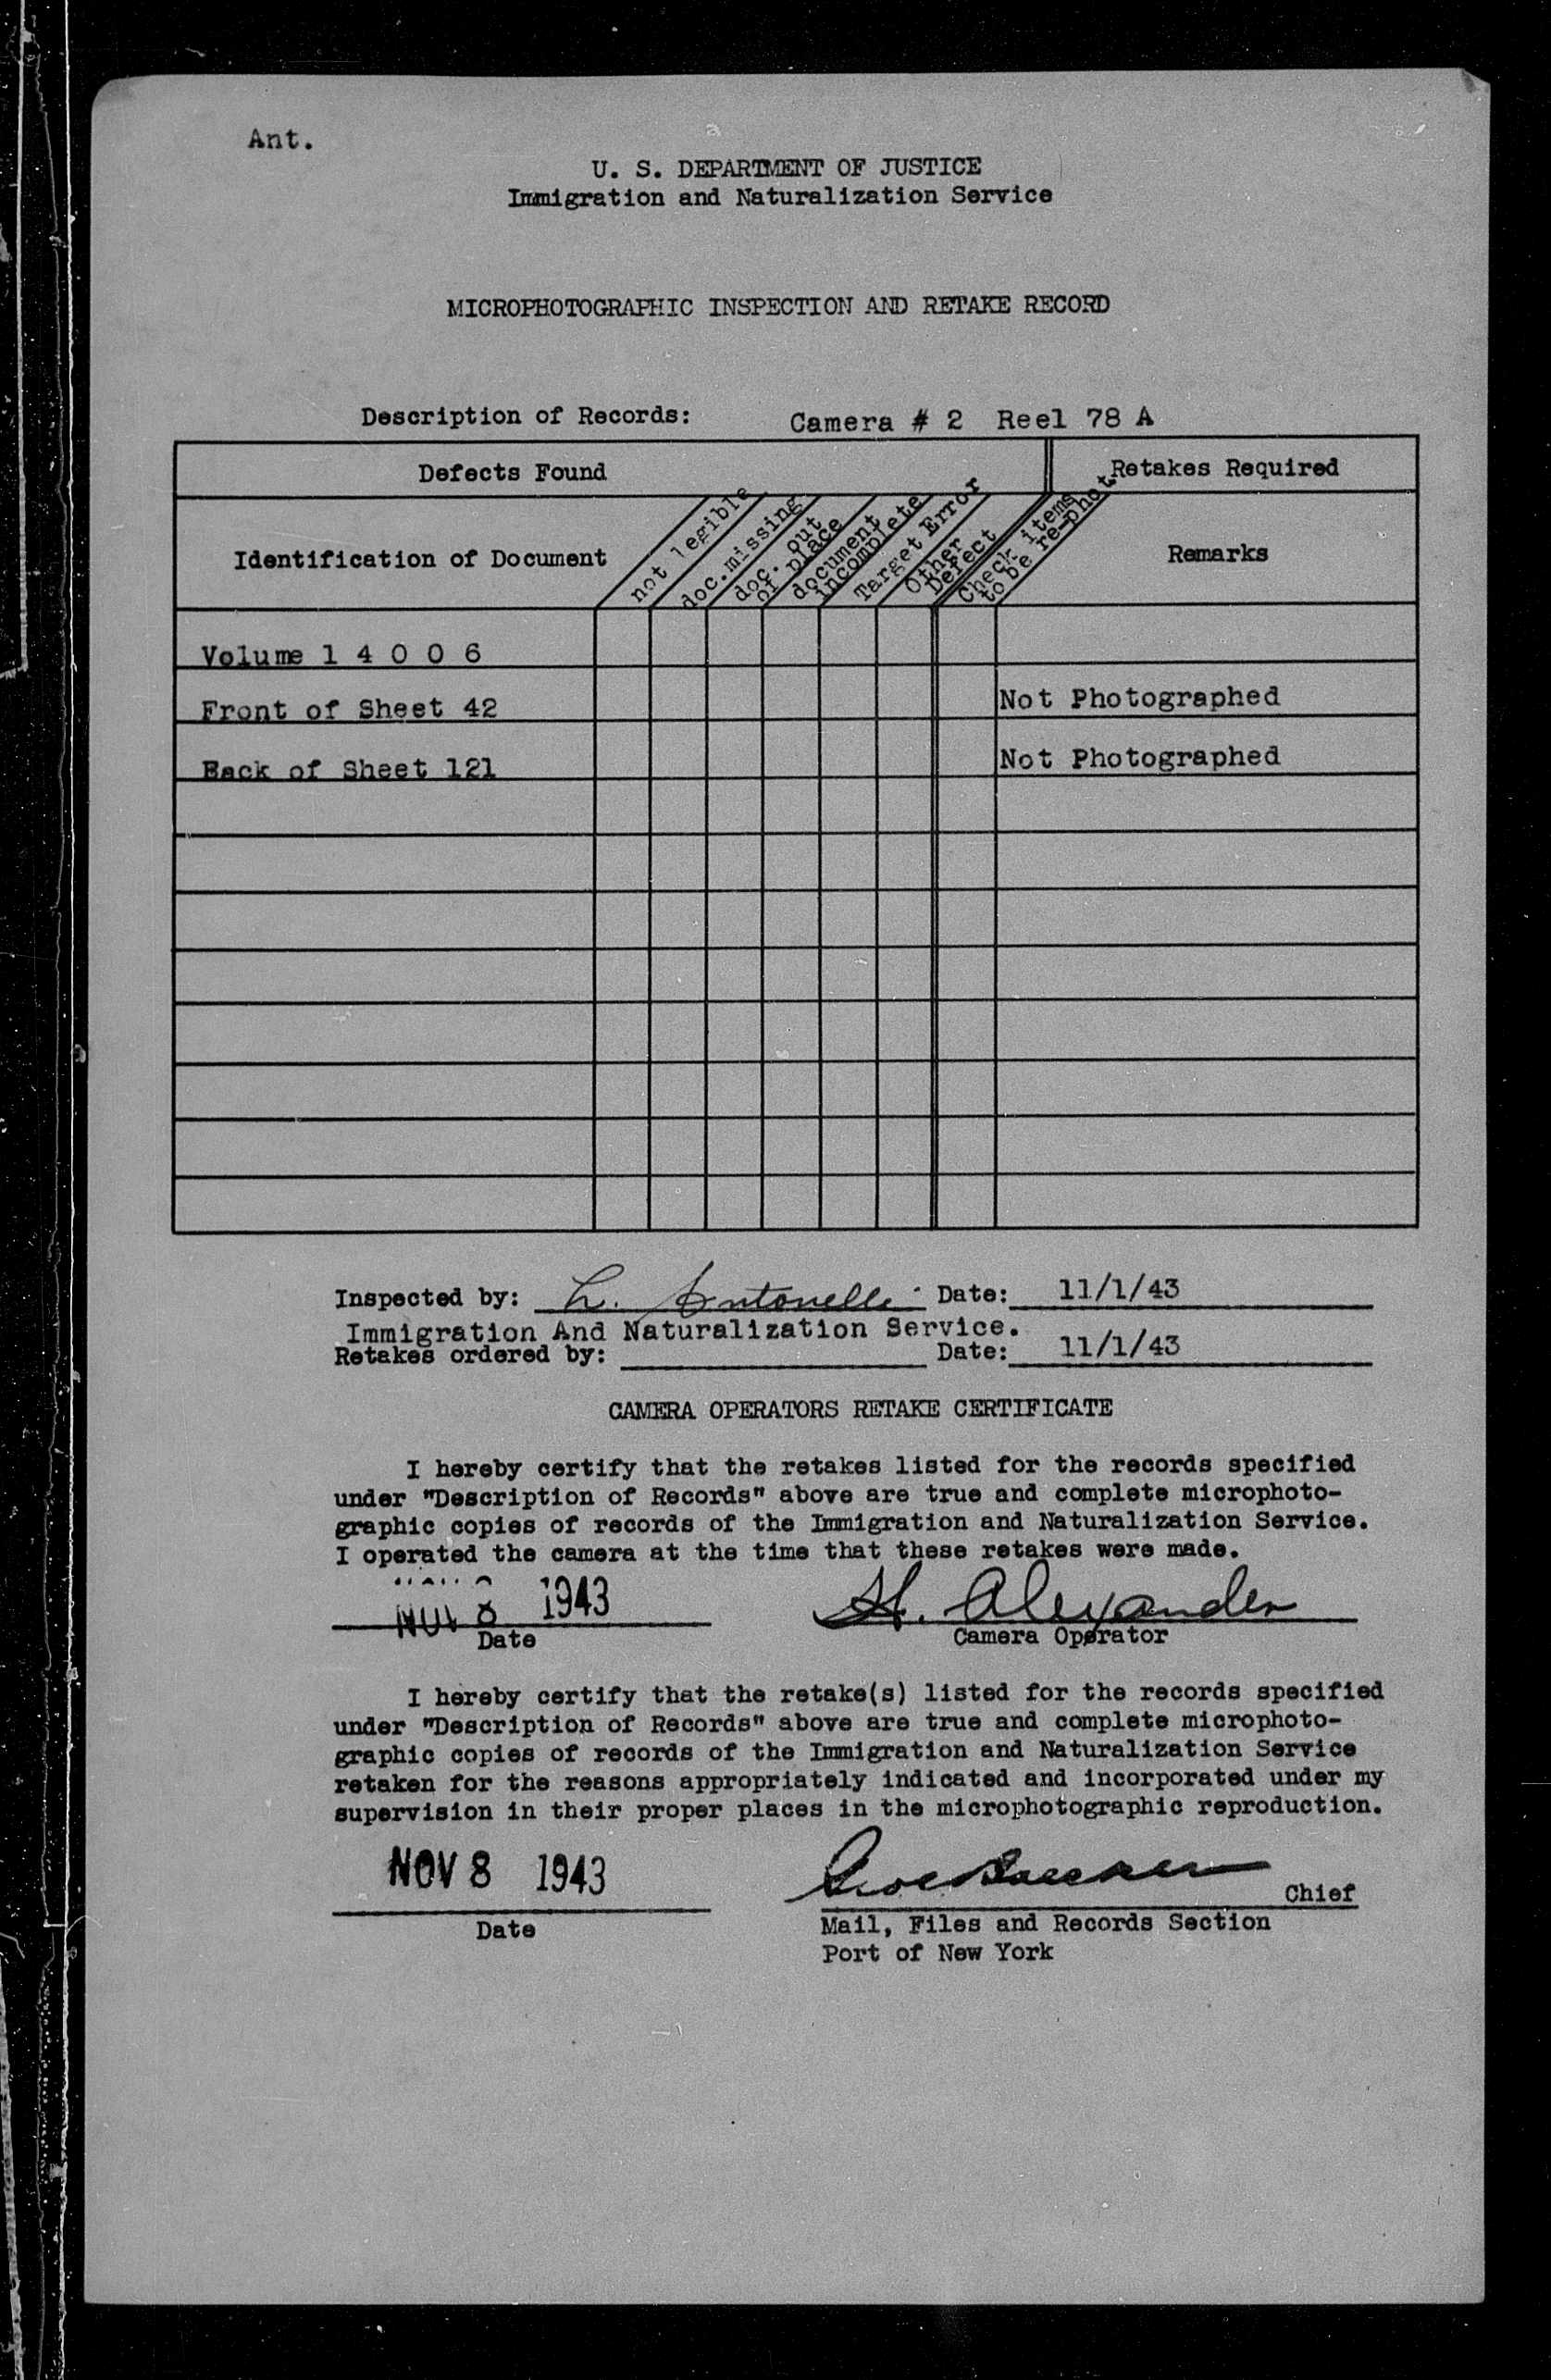 Ant.
U. S. DEPARTMENT OF JUSTICE
Immigration and Naturalization Service
MICROPHOTOGRAPHIC INSPECTION AND RETAKE RECORD
Description of Records: Camera # 2 Reel 78 A
Defects Found Retakes Required
Identification of Document not legible doc. missing doc. out of place document incomplete Target Error Other Defect Check items to be re-phot. Remarks
Volume 1 4 0 0 6
Front of Sheet 42 Not Photographed
Back of Sheet 121 Not Photographed
Inspected by: L. Antonelli Date: 11/1/43
Immigration And Naturalization Service.
Retakes ordered by: Date: 11/1/43
CAMERA OPERATORS RETAKE CERTIFICATE
I hereby certify that the retakes listed for the records specified
under "Description of Records" above are true and complete microphoto-
graphic copies of records of the Immigration and Naturalization Service.
I operated the camera at the time that these retakes were made.
NOV 8 1943 H. Alexander
Date Camera Operator
I hereby certify that the retake(s) listed for the records specified
under "Description of Records" above are true and complete microphoto-
graphic copies of records of the Immigration and Naturalization Service
retaken for the reasons appropriately indicated and incorporated under my
supervision in their proper places in the microphotographic reproduction.
NOV 8 1943 Chief
Date Mail, Files and Records Section
Port of New York